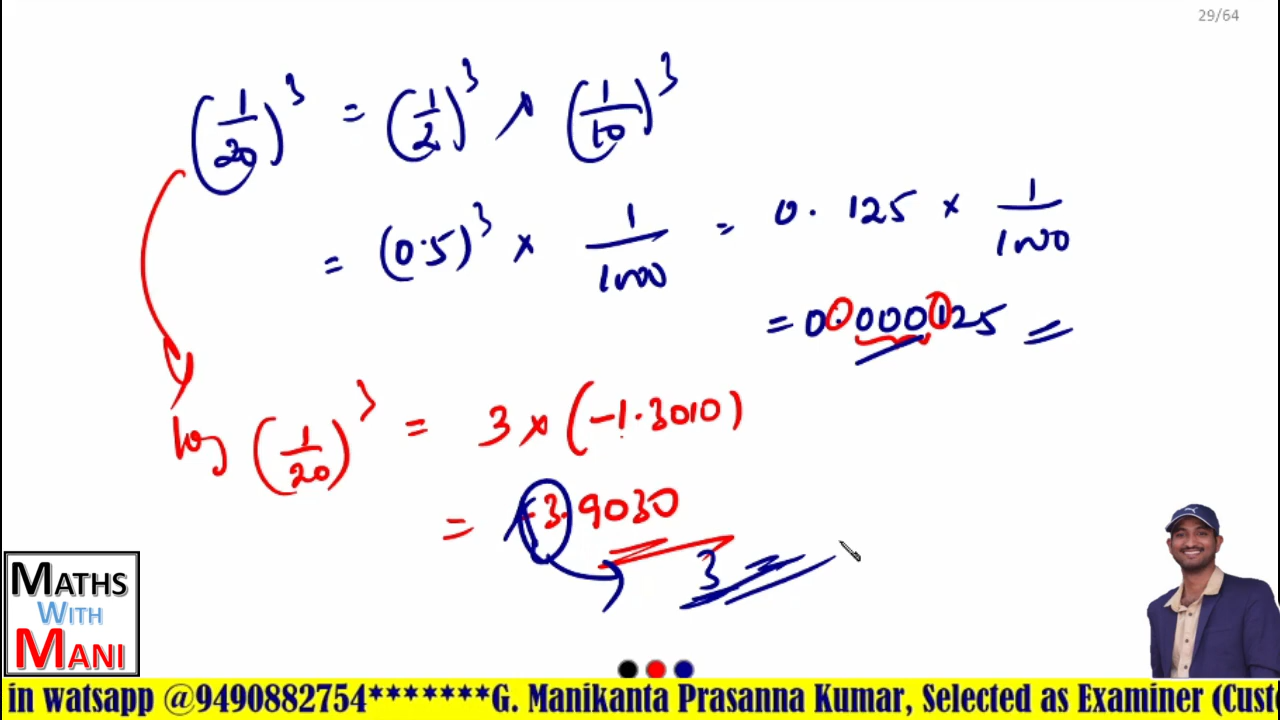 29/64
(1/20)³ = (1/2)³ × (1/10)³
= (0.5)³ × 1/1000 = 0.125 × 1/1000
= 0.000125
log (1/20)³ = 3 × (-1.3010)
= -3.9030
3
MATHS
WITH
MANI
in watsapp @9490882754*******G. Manikanta Prasanna Kumar, Selected as Examiner (Cust